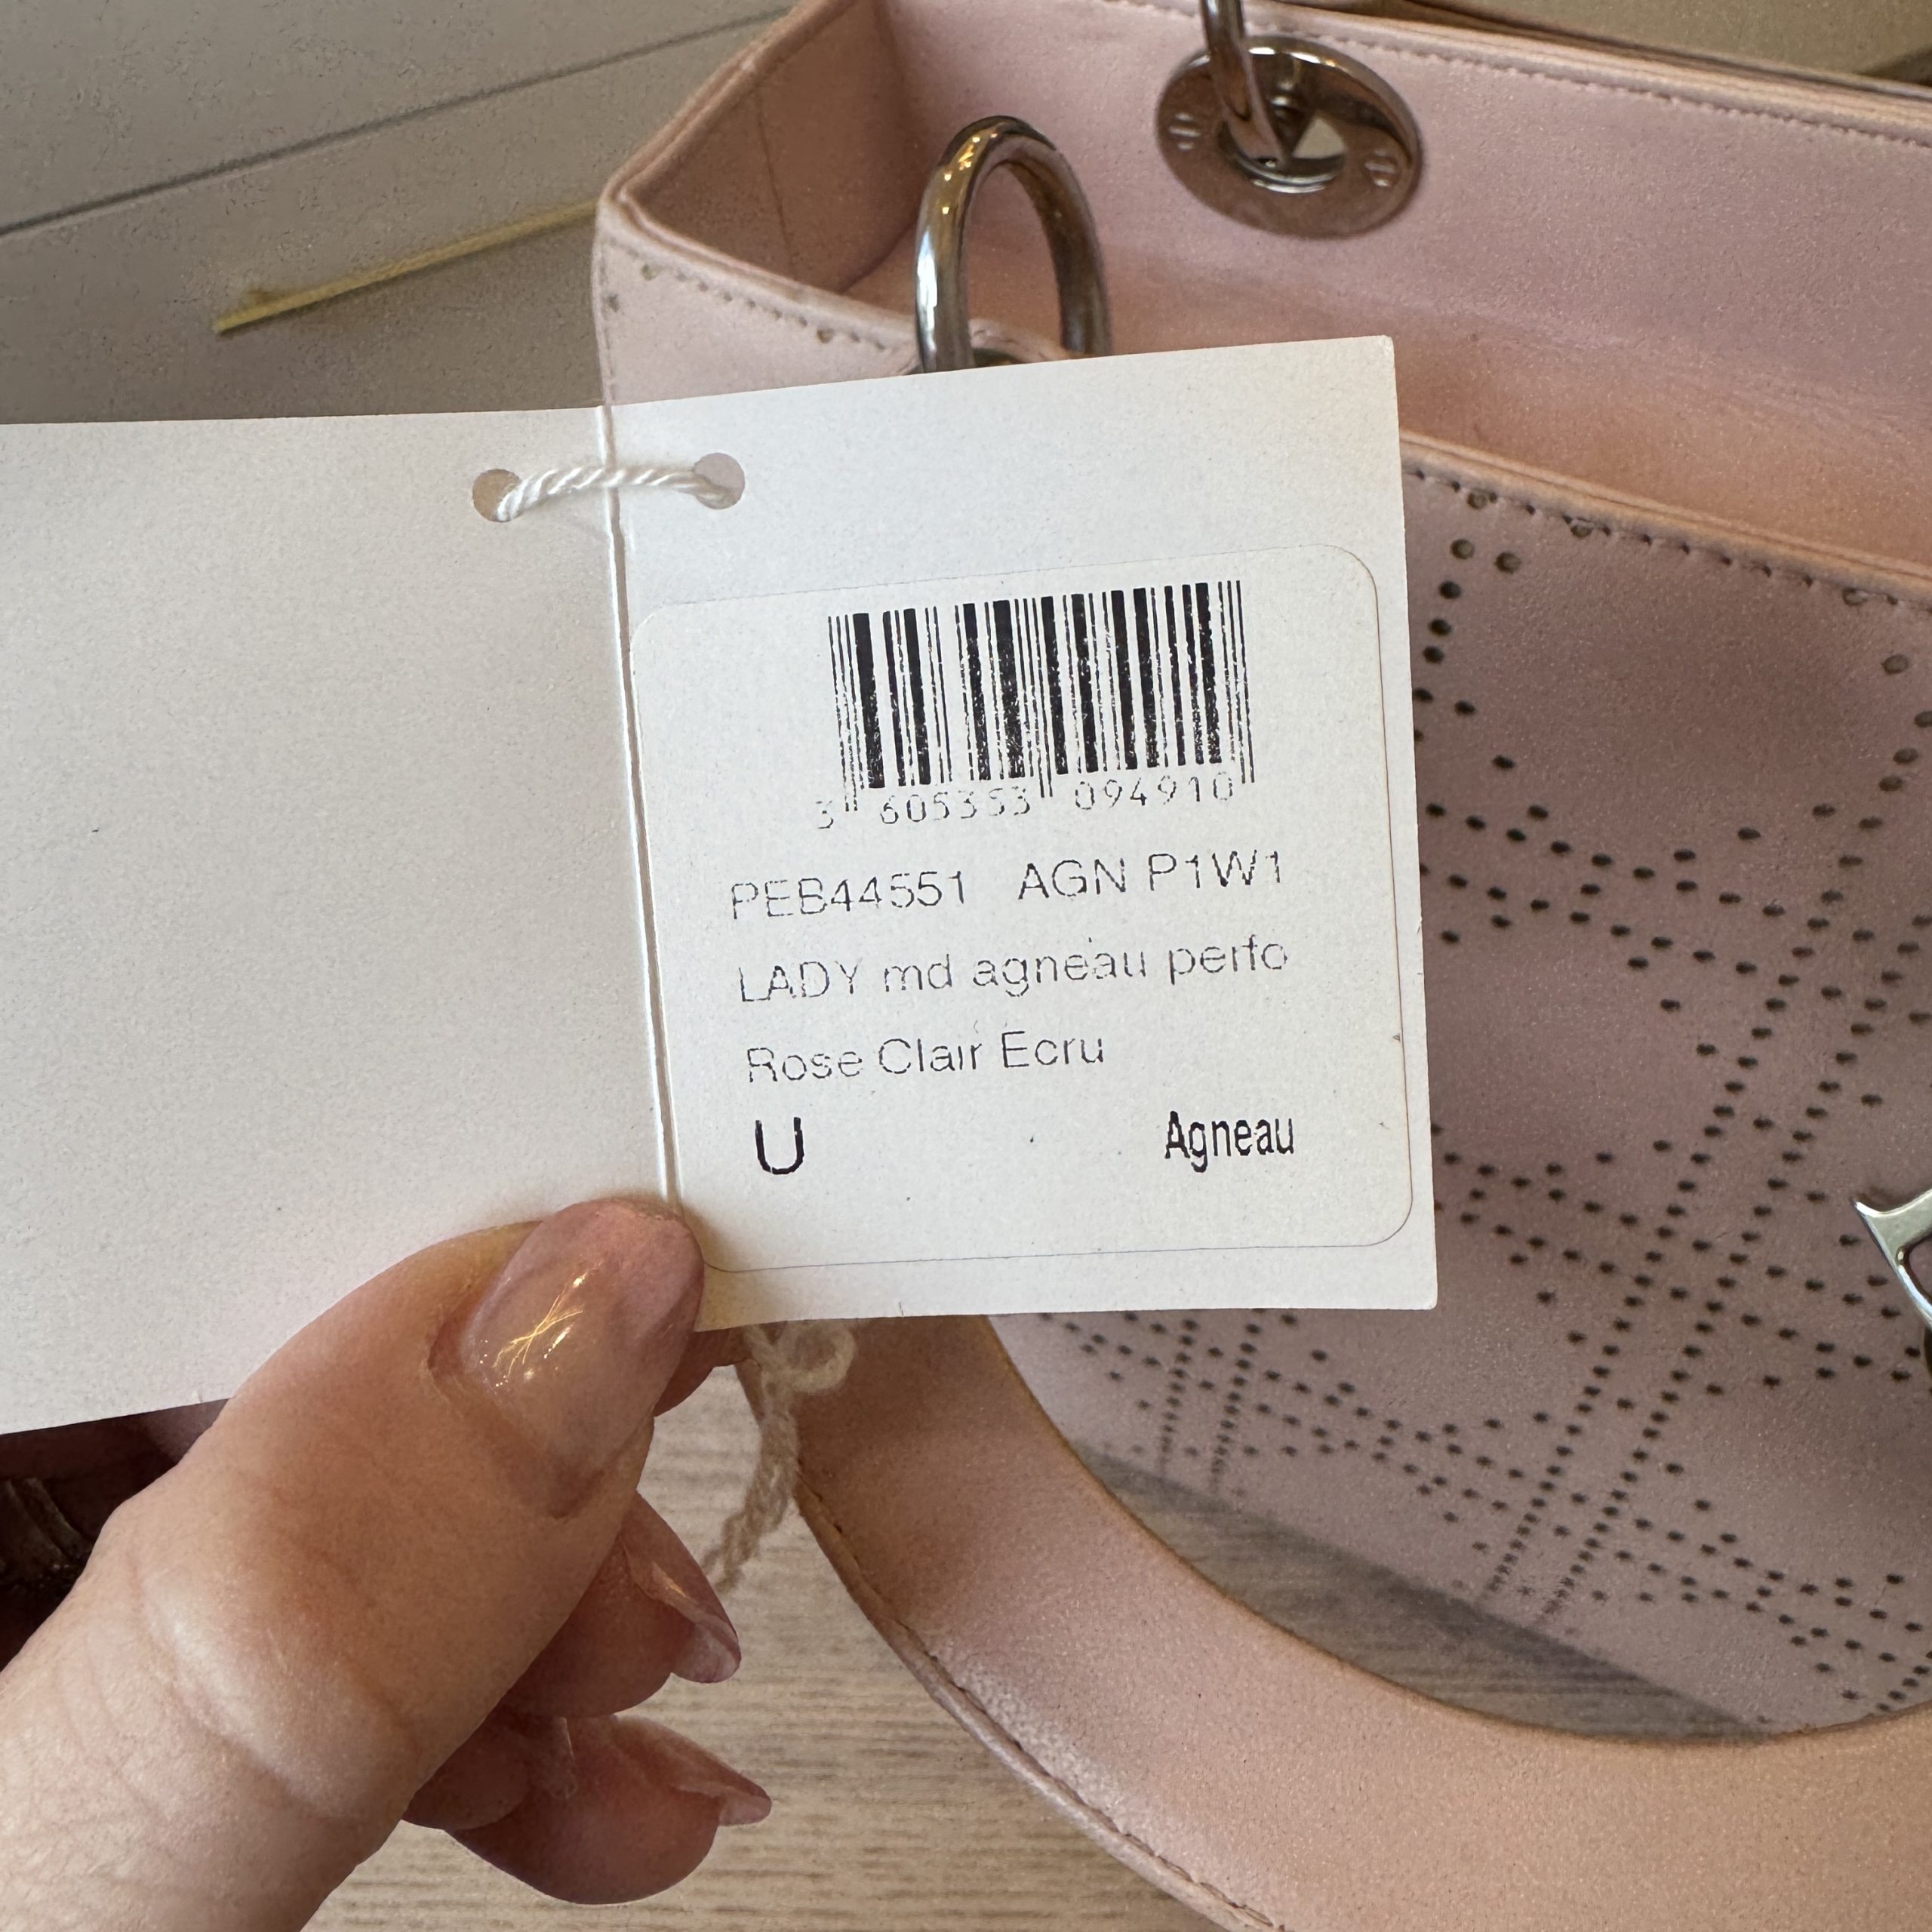 3 605353 094910
PEB44551 AGN P1W1
LADY md agneau perfo
Rose Clair Ecru
U Agneau